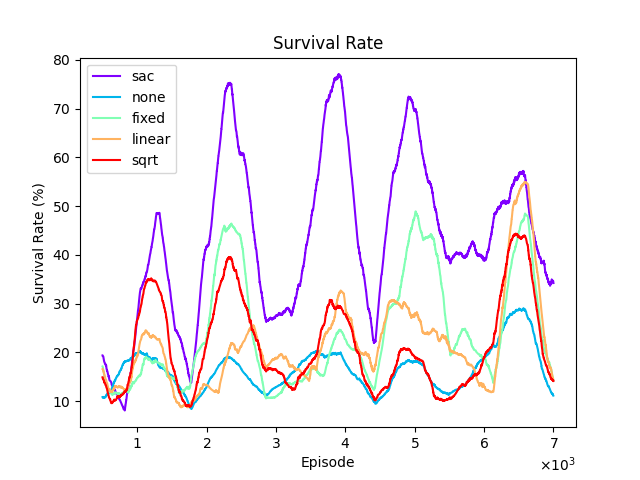 Survival Rate
80
70
60
50
40
30
20
10
Survival Rate (%)
sac
none
fixed
linear
sqrt
1 2 3 4 5 6 7
Episode
×10³